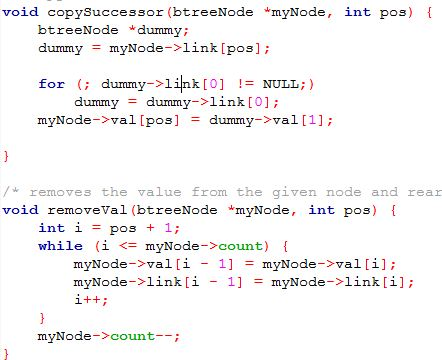 void copySuccessor(btreeNode *myNode, int pos) {
    btreeNode *dummy;
    dummy = myNode->link[pos];

    for (; dummy->link[0] != NULL;)
        dummy = dummy->link[0];
    myNode->val[pos] = dummy->val[1];

}

/* removes the value from the given node and rear
void removeVal(btreeNode *myNode, int pos) {
    int i = pos + 1;
    while (i <= myNode->count) {
        myNode->val[i - 1] = myNode->val[i];
        myNode->link[i - 1] = myNode->link[i];
        i++;
    }
    myNode->count--;
}